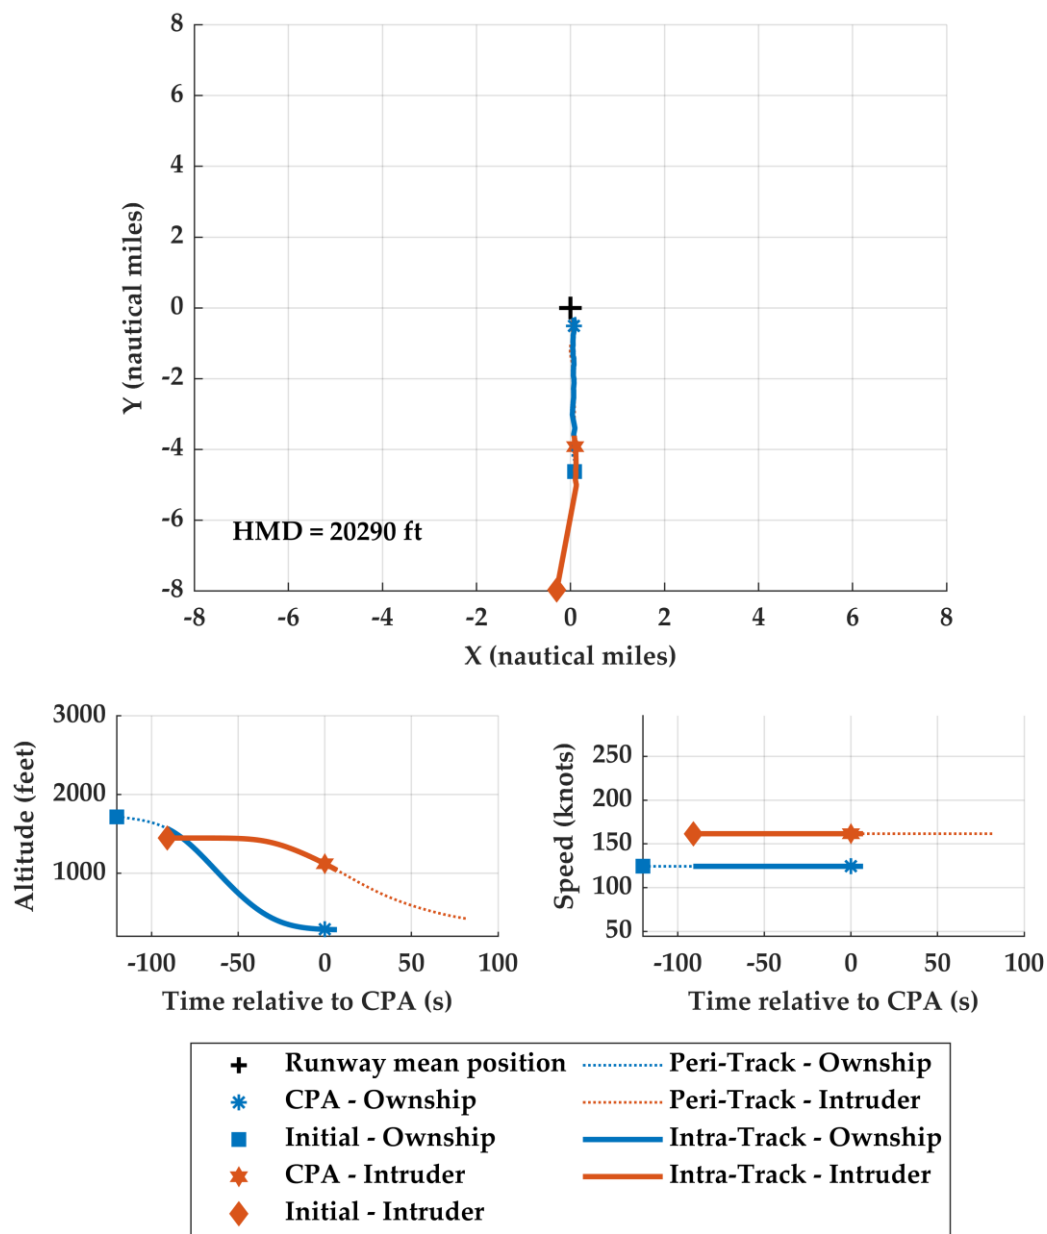 8
6
4
2
0
-2
-4
-6
-8
Y (nautical miles)
HMD = 20290 ft
-8 -6 -4 -2 0 2 4 6 8
X (nautical miles)
3000
2000
1000
Altitude (feet)
-100 -50 0 50 100
Time relative to CPA (s)
250
200
150
100
50
Speed (knots)
-100 -50 0 50 100
Time relative to CPA (s)
Runway mean position
CPA - Ownship
Initial - Ownship
CPA - Intruder
Initial - Intruder
Peri-Track - Ownship
Peri-Track - Intruder
Intra-Track - Ownship
Intra-Track - Intruder